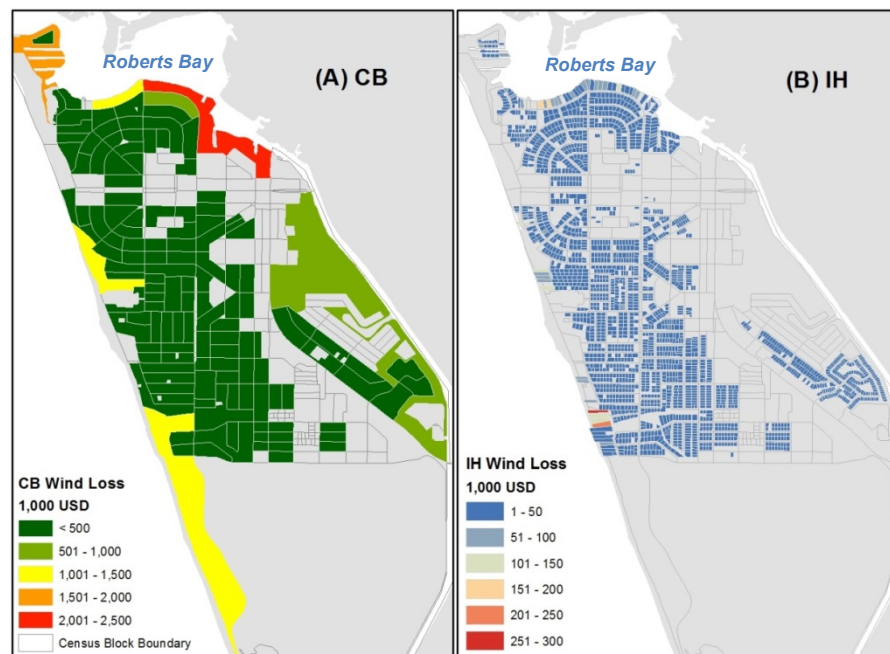 Roberts Bay
(A) CB
CB Wind Loss
1,000 USD
< 500
501 - 1,000
1,001 - 1,500
1,501 - 2,000
2,001 - 2,500
Census Block Boundary
Roberts Bay
(B) IH
IH Wind Loss
1,000 USD
1 - 50
51 - 100
101 - 150
151 - 200
201 - 250
251 - 300